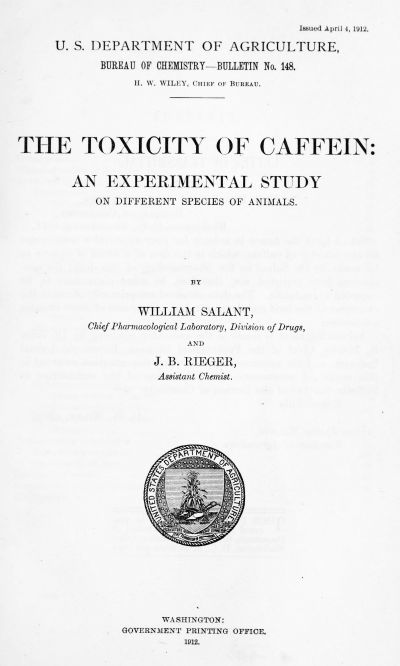 Issued April 4, 1912.
U. S. DEPARTMENT OF AGRICULTURE,
BUREAU OF CHEMISTRY—BULLETIN No. 148.
H. W. WILEY, CHIEF OF BUREAU.
THE TOXICITY OF CAFFEIN:
AN EXPERIMENTAL STUDY
ON DIFFERENT SPECIES OF ANIMALS.
BY
WILLIAM SALANT,
Chief Pharmacological Laboratory, Division of Drugs,
AND
J. B. RIEGER,
Assistant Chemist.
UNITED STATES DEPARTMENT OF AGRICULTURE
WASHINGTON:
GOVERNMENT PRINTING OFFICE.
1912.